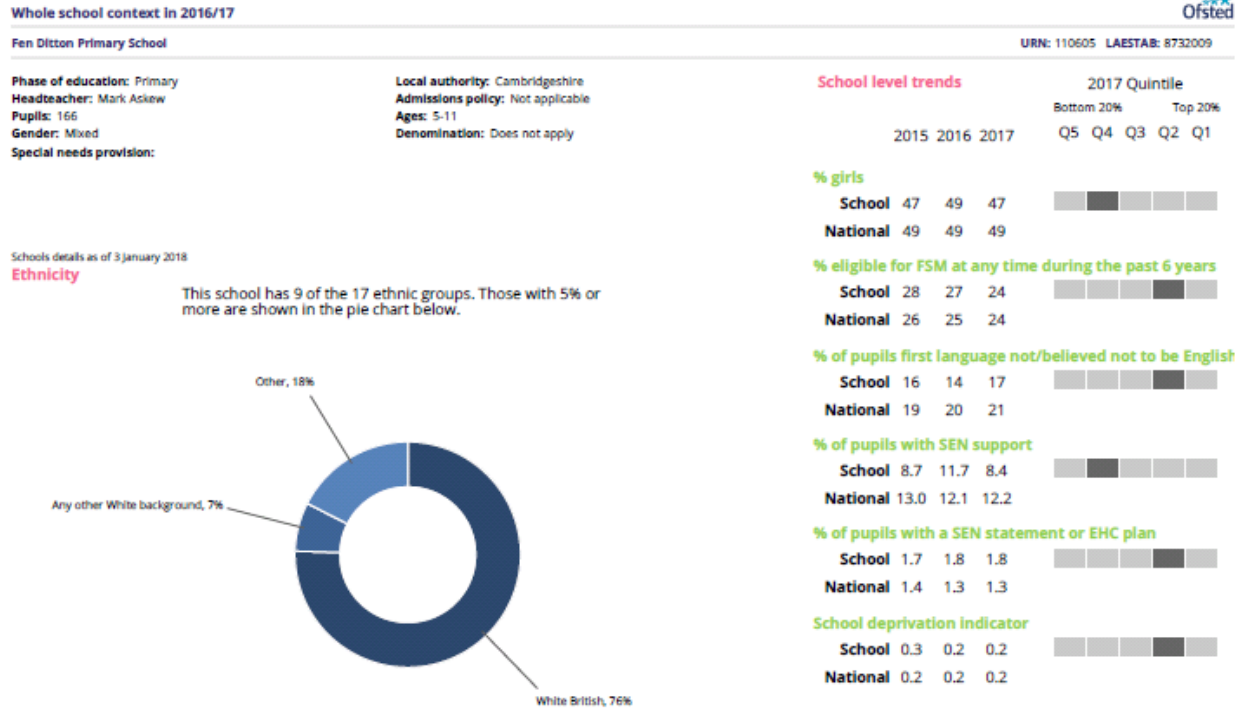 Whole school context in 2016/17
Ofsted
Fen Ditton Primary School
URN: 110605 LAESTAB: 8732009
Phase of education: Primary
Headteacher: Mark Askew
Pupils: 166
Gender: Mixed
Special needs provision:
Local authority: Cambridgeshire
Admissions policy: Not applicable
Ages: 5-11
Denomination: Does not apply
Schools details as of 3 January 2018
Ethnicity
This school has 9 of the 17 ethnic groups. Those with 5% or
more are shown in the pie chart below.
Other, 18%
Any other White background, 7%
White British, 76%
School level trends
2017 Quintile
Bottom 20% Top 20%
2015 2016 2017 Q5 Q4 Q3 Q2 Q1
% girls
School 47 49 47
National 49 49 49
% eligible for FSM at any time during the past 6 years
School 28 27 24
National 26 25 24
% of pupils first language not/believed not to be English
School 16 14 17
National 19 20 21
% of pupils with SEN support
School 8.7 11.7 8.4
National 13.0 12.1 12.2
% of pupils with a SEN statement or EHC plan
School 1.7 1.8 1.8
National 1.4 1.3 1.3
School deprivation indicator
School 0.3 0.2 0.2
National 0.2 0.2 0.2